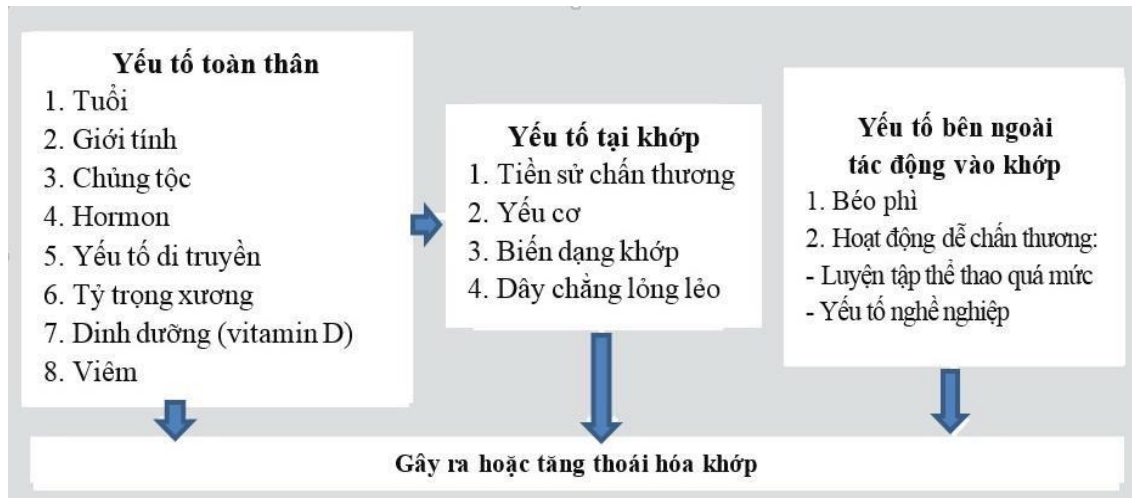 Yếu tố toàn thân
1. Tuổi
2. Giới tính
3. Chủng tộc
4. Hormon
5. Yếu tố di truyền
6. Tỷ trọng xương
7. Dinh dưỡng (vitamin D)
8. Viêm
Yếu tố tại khớp
1. Tiền sử chấn thương
2. Yếu cơ
3. Biến dạng khớp
4. Dây chằng lỏng lẻo
Yếu tố bên ngoài
tác động vào khớp
1. Béo phì
2. Hoạt động dễ chấn thương:
- Luyện tập thể thao quá mức
- Yếu tố nghề nghiệp
Gây ra hoặc tăng thoái hóa khớp